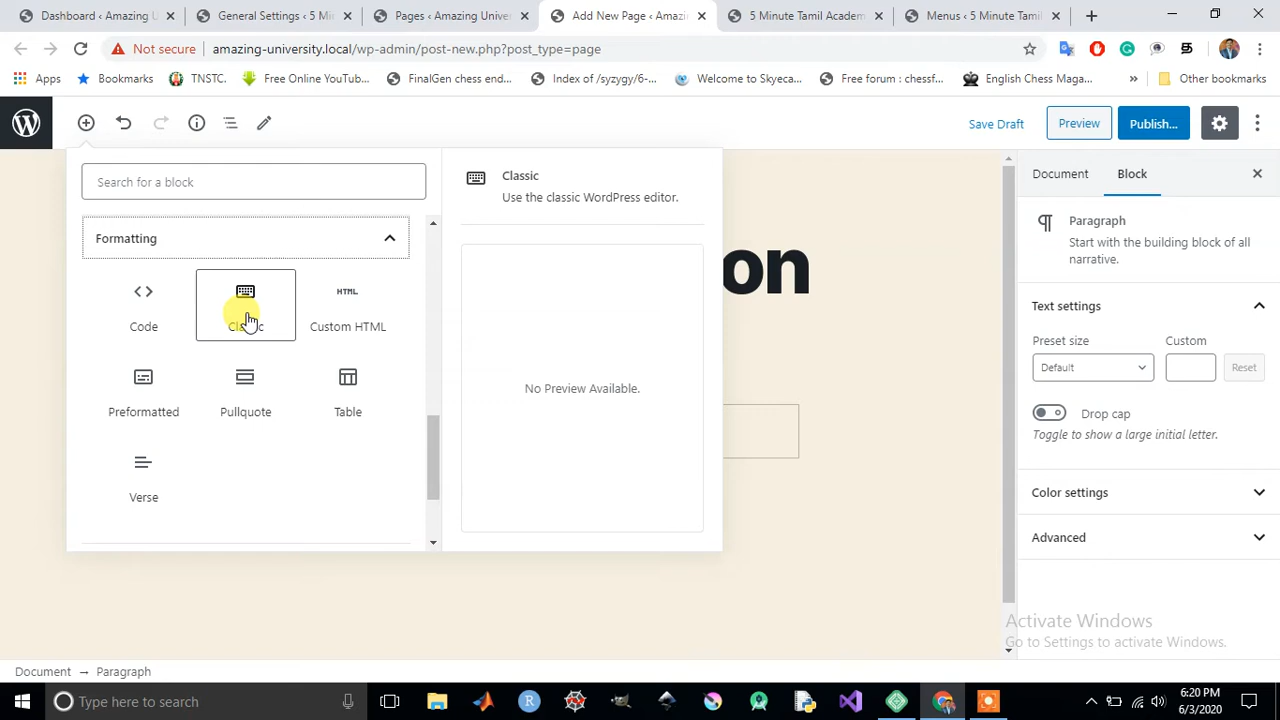 Dashboard ‹ Amazing U
General Settings ‹ 5 Mi
Pages ‹ Amazing Univer
Add New Page ‹ Amazi
5 Minute Tamil Academ
Menus ‹ 5 Minute Tami
Not secure
amazing-university.local/wp-admin/post-new.php?post_type=page
Apps
Bookmarks
TNSTC.
Free Online YouTub...
FinalGen chess end...
Index of /syzygy/6-...
Welcome to Skyeca...
Free forum : chessf...
English Chess Maga...
»
Other bookmarks
Save Draft
Preview
Publish...
Search for a block
Formatting
Code
Classic
Custom HTML
HTML
Preformatted
Pullquote
Table
Verse
Classic
Use the classic WordPress editor.
No Preview Available.
on
Document
Block
Paragraph
Start with the building block of all
narrative.
Text settings
Preset size
Custom
Default
Reset
Drop cap
Toggle to show a large initial letter.
Color settings
Advanced
Activate Windows
Go to Settings to activate Windows.
Document → Paragraph
Type here to search
6:20 PM
6/3/2020